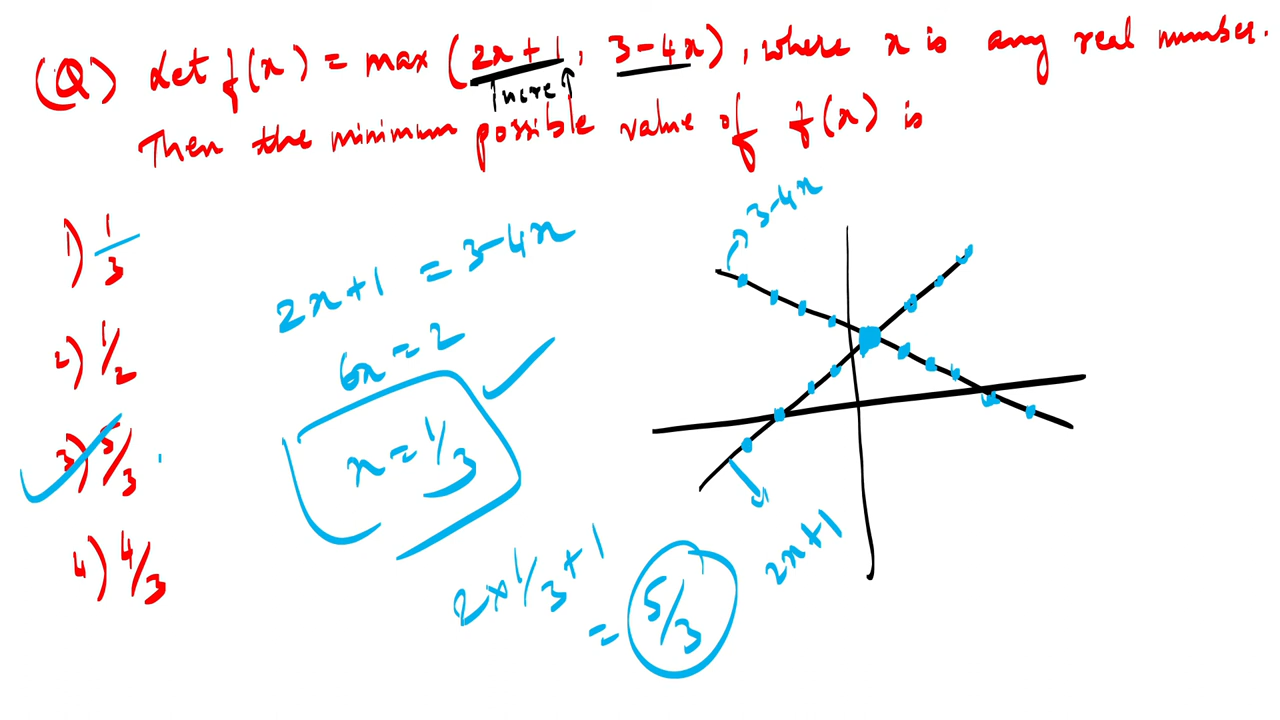 (Q) Let f(x) = max (2x+1, 3-4x), where x is any real number.
Incre↑
Then the minimum possible value of f(x) is
1) 1/3
2) 1/2
3) 5/3
4) 4/3
2x+1 = 3-4x
6x = 2
x = 1/3
2×1/3+1
= 5/3
3-4x
2x+1